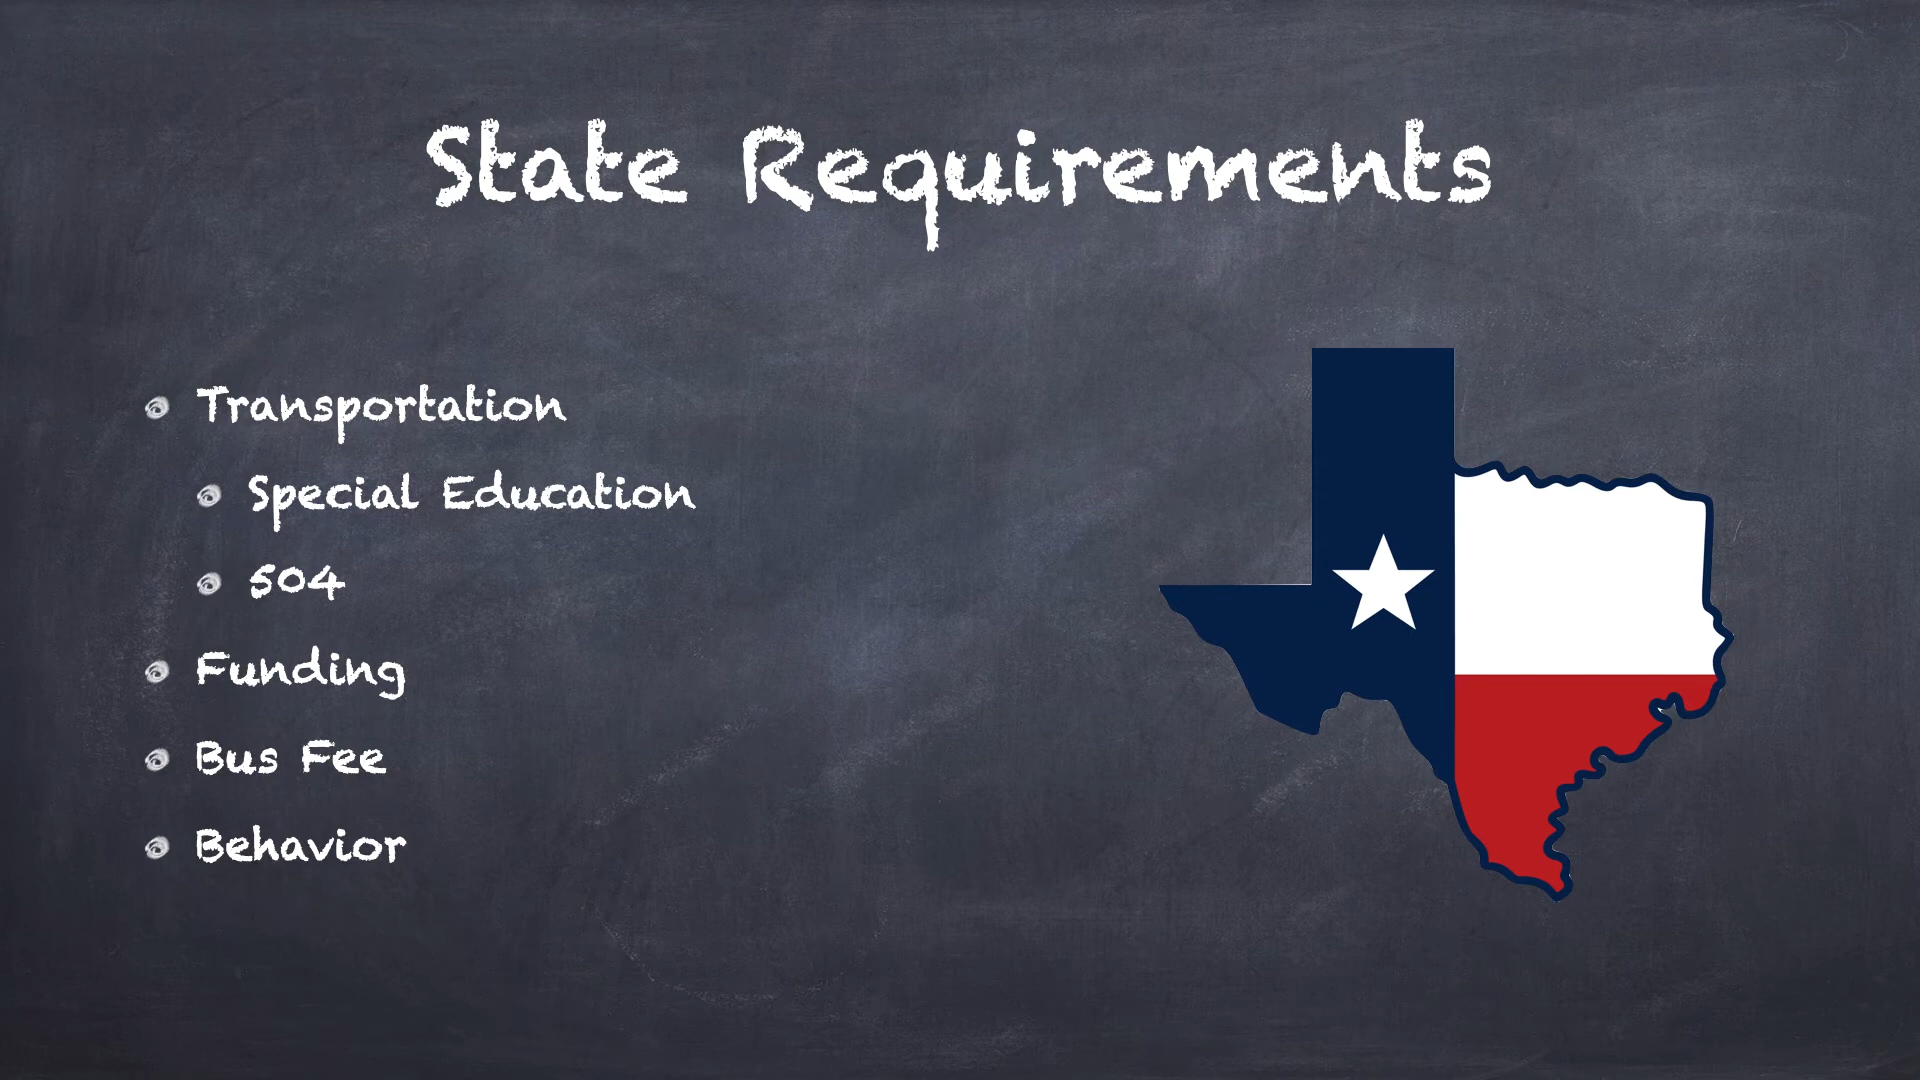 State Requirements
Transportation
Special Education
504
Funding
Bus Fee
Behavior